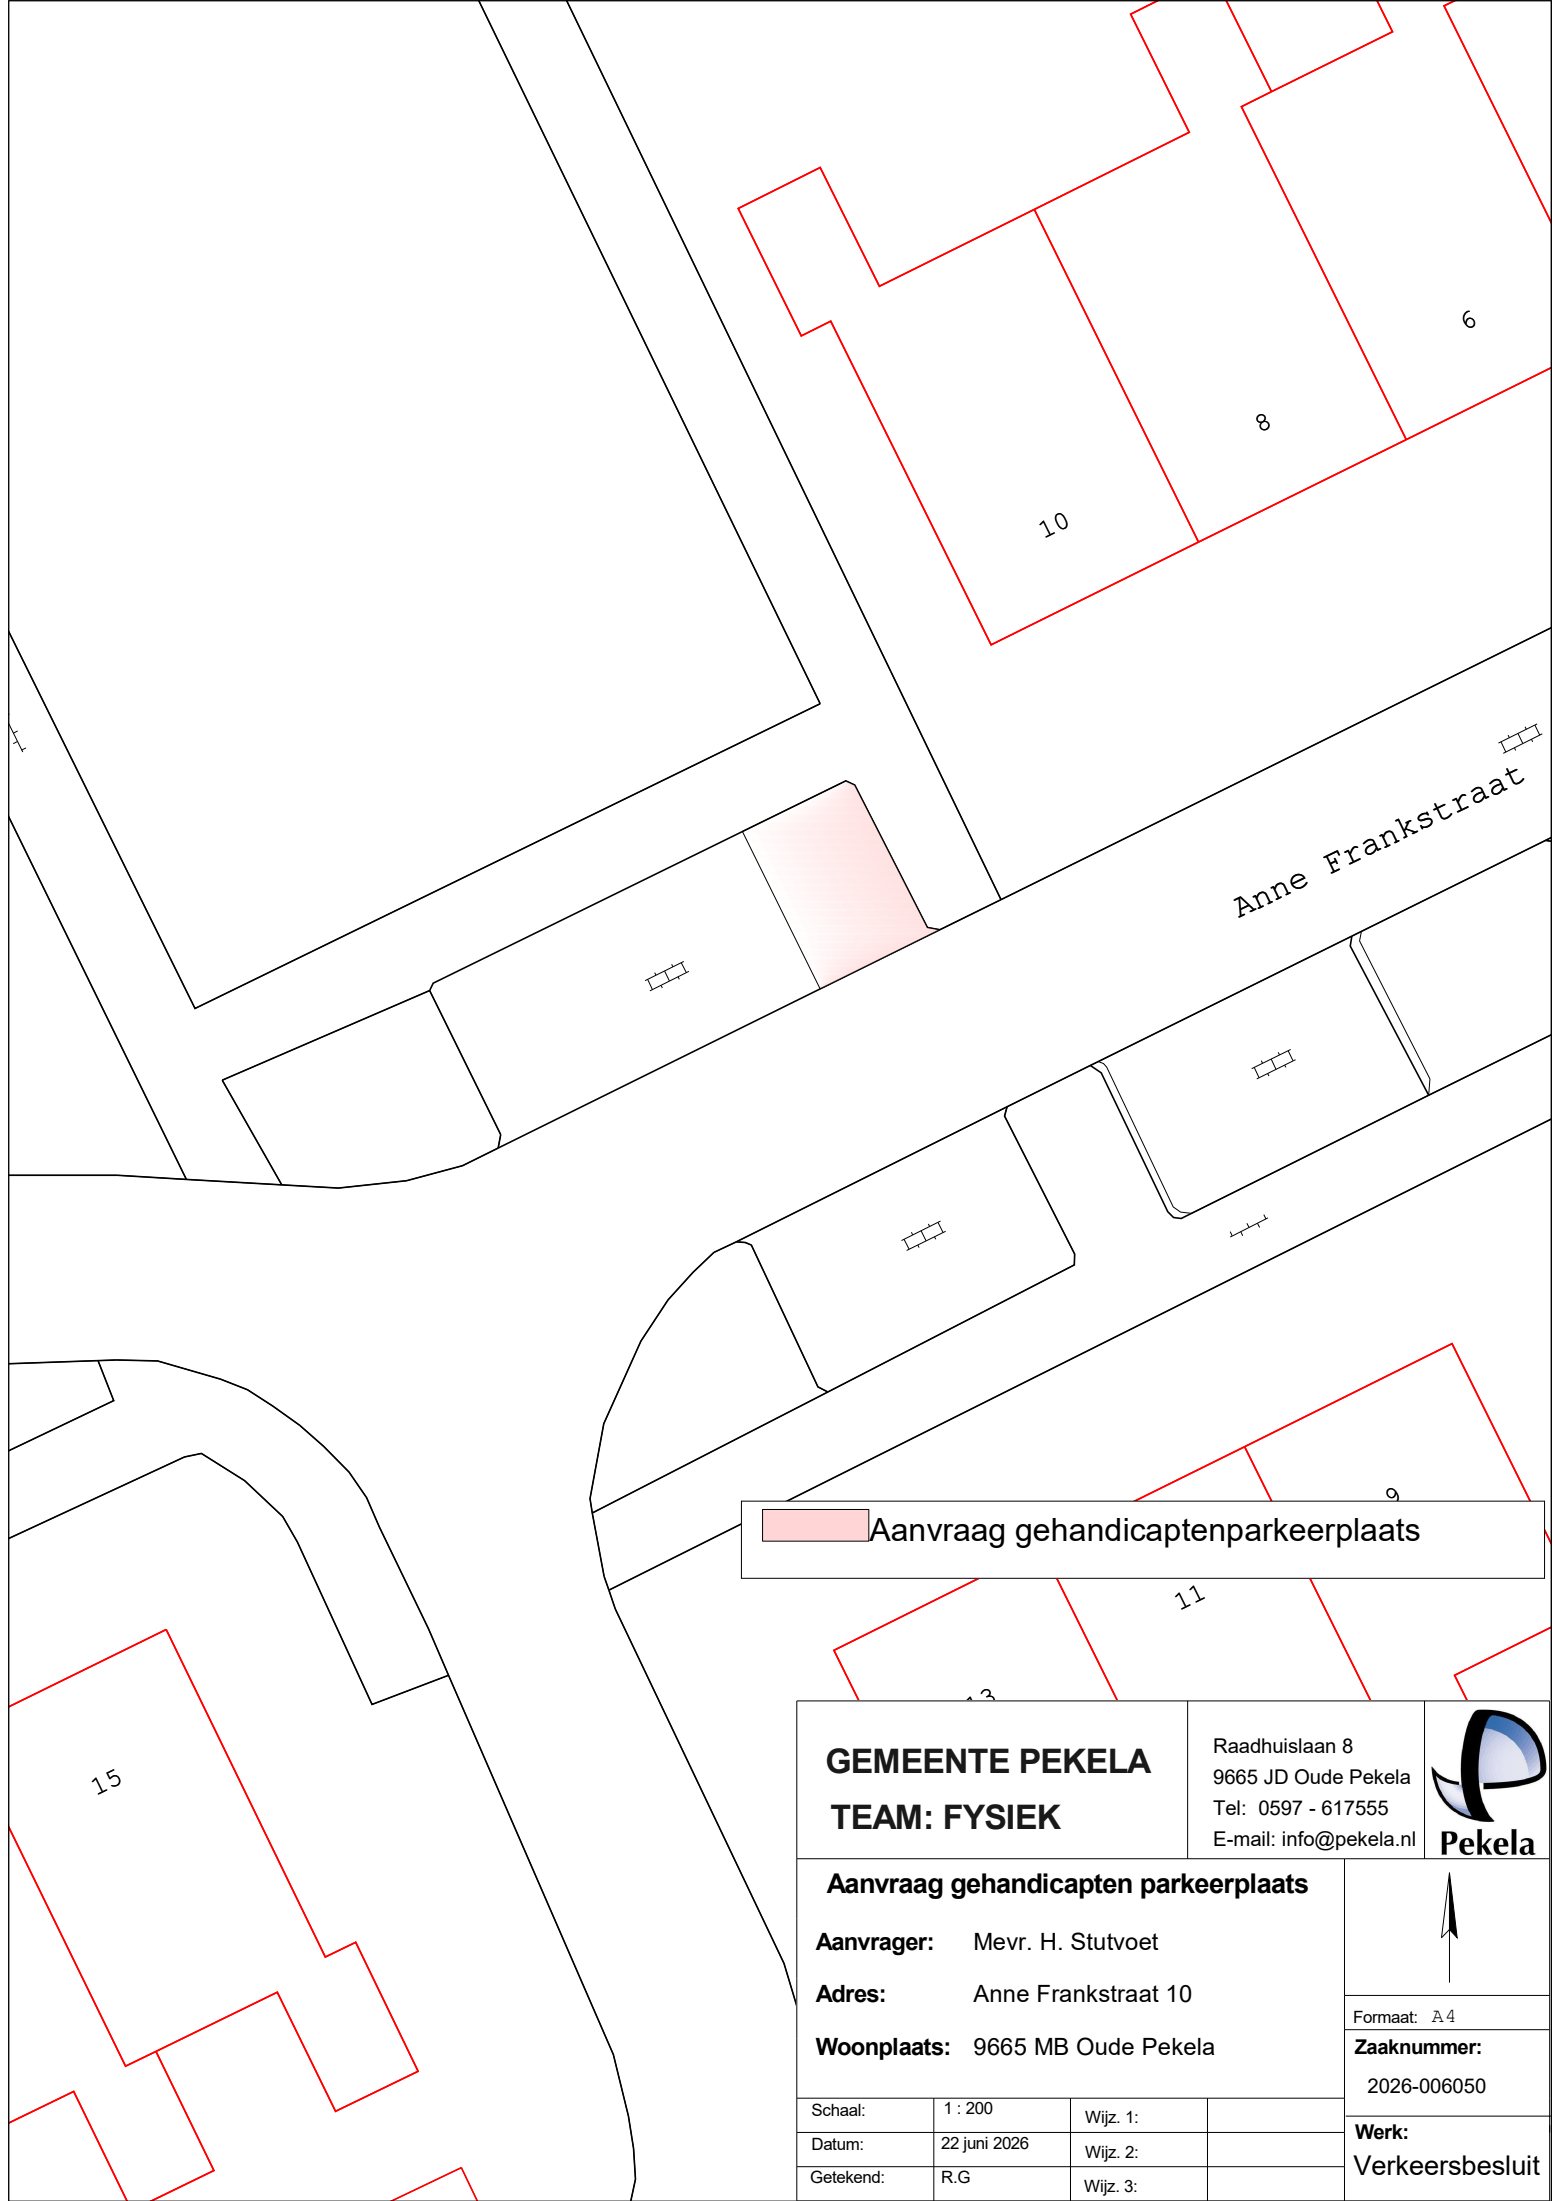 6
8
10
Anne Frankstraat
9
Aanvraag gehandicaptenparkeerplaats
11
13
15
GEMEENTE PEKELA
TEAM: FYSIEK
Raadhuislaan 8
9665 JD Oude Pekela
Tel: 0597 - 617555
E-mail: info@pekela.nl
Pekela
Aanvraag gehandicapten parkeerplaats
Aanvrager: Mevr. H. Stutvoet
Adres: Anne Frankstraat 10
Woonplaats: 9665 MB Oude Pekela
Formaat: A4
Zaaknummer:
2026-006050
Werk:
Verkeersbesluit
Schaal: 1 : 200 Wijz. 1:
Datum: 22 juni 2026 Wijz. 2:
Getekend: R.G Wijz. 3: